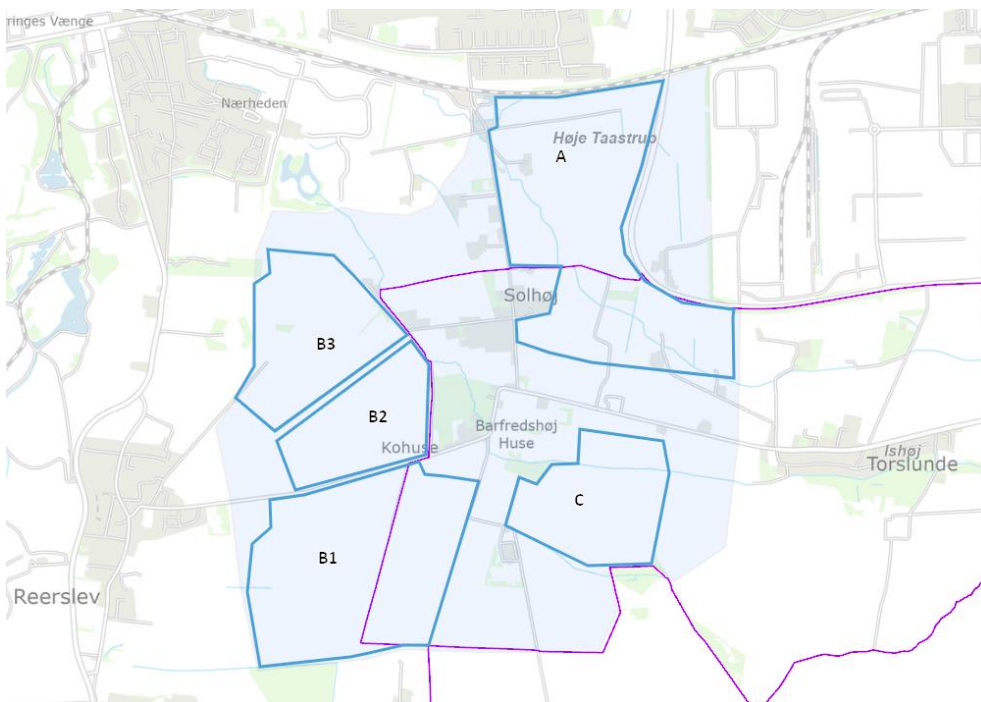 ringes Vænge
Nærheden
Høje Taastrup
A
Solhøj
B3
B2
Kohuse
Barfredshøj
Huse
Ishøj
Torslunde
C
B1
Reerslev